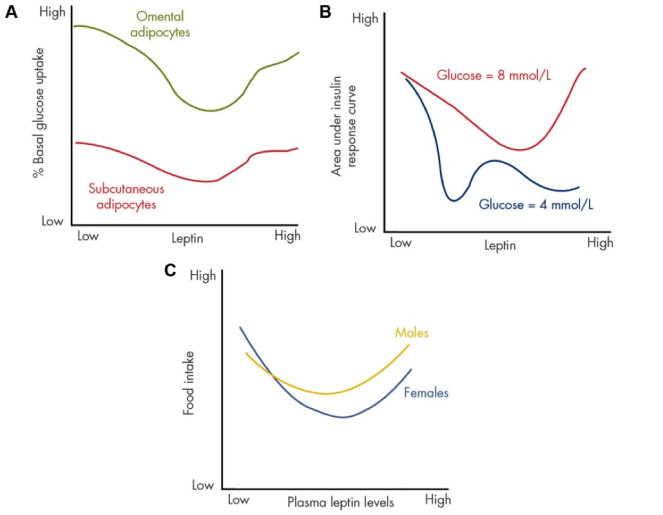 A
High
Omental
adipocytes
% Basal glucose uptake
Subcutaneous
adipocytes
Low
Low
Leptin
High
B
High
Glucose = 8 mmol/L
Area under insulin
response curve
Glucose = 4 mmol/L
Low
Low
Leptin
High
C
High
Males
Food intake
Females
Low
Low
Plasma leptin levels
High